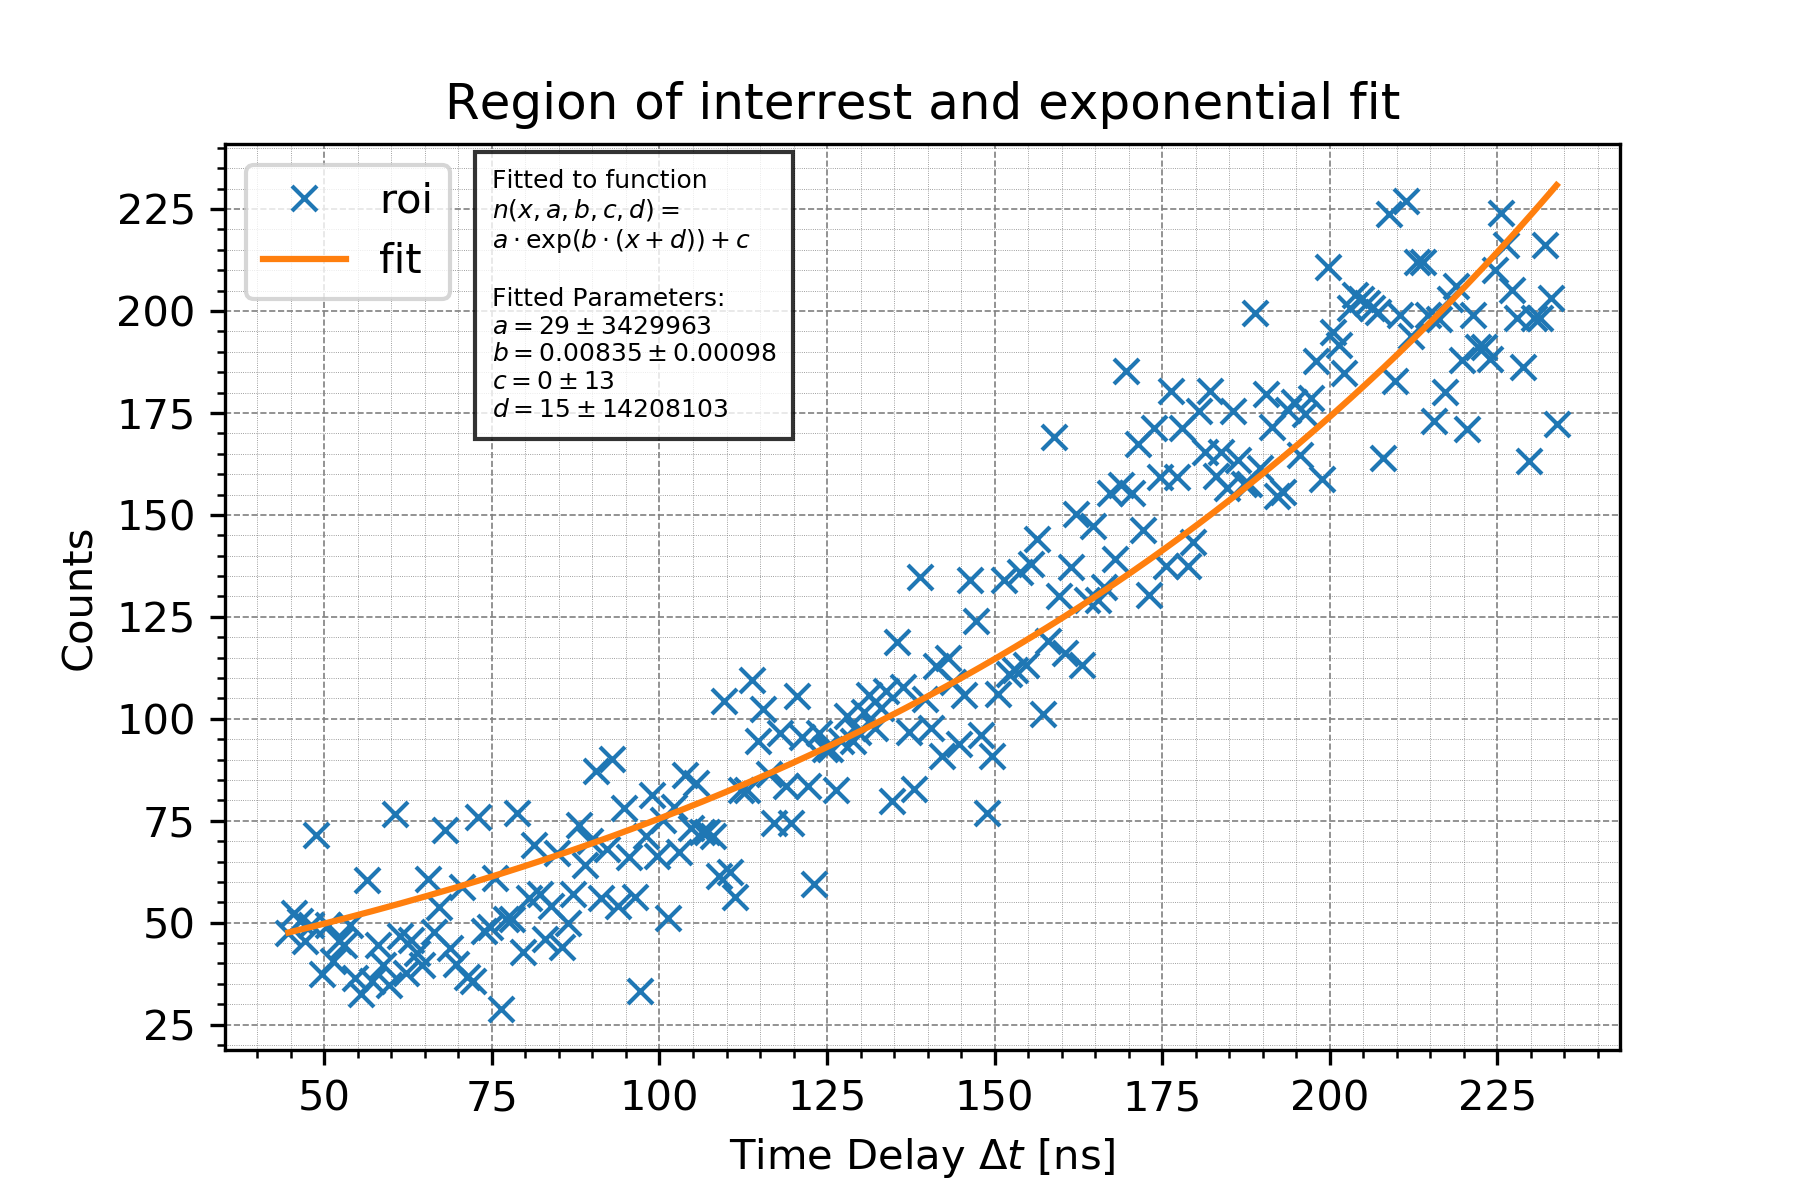 Region of interrest and exponential fit
roi
fit
Fitted to function
n(x, a, b, c, d) =
a · exp(b · (x + d)) + c
Fitted Parameters:
a = 29 ± 3429963
b = 0.00835 ± 0.00098
c = 0 ± 13
d = 15 ± 14208103
225
200
175
150
125
100
75
50
25
Counts
50 75 100 125 150 175 200 225
Time Delay Δt [ns]